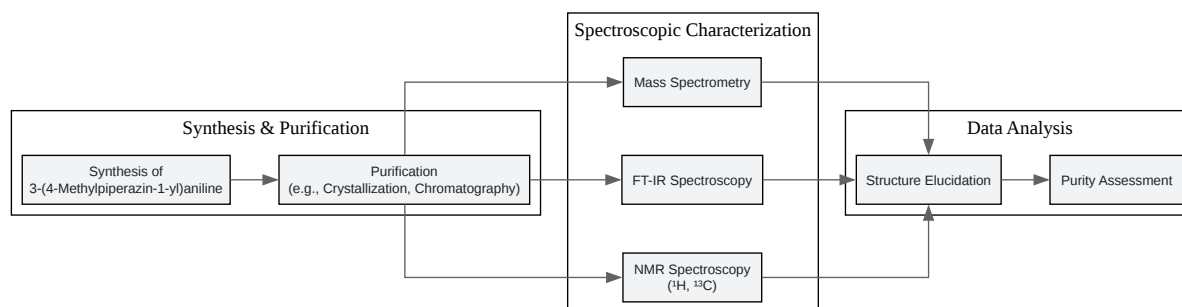 Spectroscopic Characterization
Mass Spectrometry
Synthesis & Purification
Data Analysis
Synthesis of
3-(4-Methylpiperazin-1-yl)aniline
Purification
(e.g., Crystallization, Chromatography)
FT-IR Spectroscopy
Structure Elucidation
Purity Assessment
NMR Spectroscopy
(¹H, ¹³C)